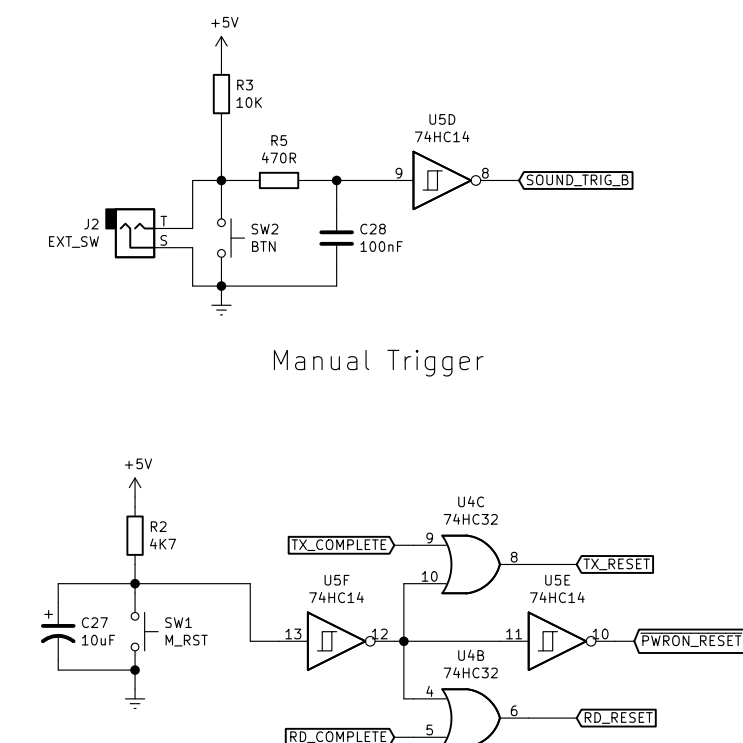 +5V
R3
10K
R5
470R
U5D
74HC14
9
8
SOUND_TRIG_B
J2
EXT_SW
T
S
SW2
BTN
C28
100nF
Manual Trigger
+5V
R2
4K7
+
C27
10uF
SW1
M_RST
U5F
74HC14
13
12
TX_COMPLETE
9
10
U4C
74HC32
8
TX_RESET
U5E
74HC14
11
10
PWRON_RESET
U4B
74HC32
4
5
6
RD_RESET
RD_COMPLETE